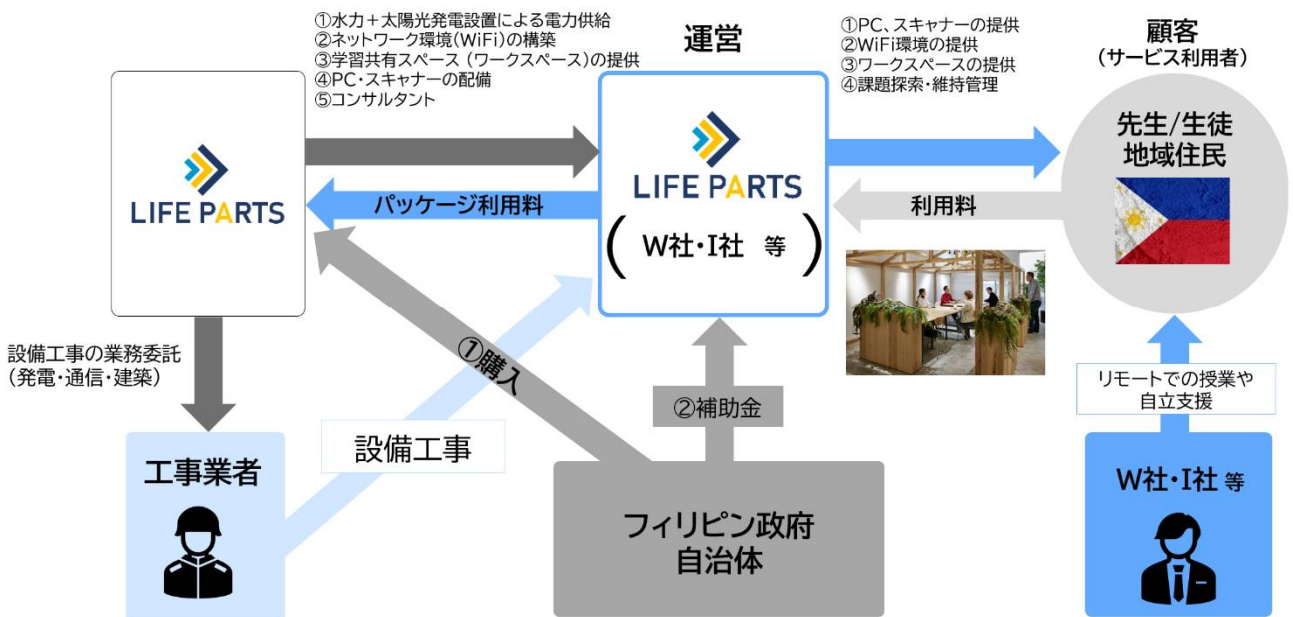 ①水力＋太陽光発電設置による電力供給
②ネットワーク環境（WiFi）の構築
③学習共有スペース（ワークスペース）の提供
④PC・スキャナーの配備
⑤コンサルタント
運営
①PC、スキャナーの提供
②WiFi環境の提供
③ワークスペースの提供
④課題探索・維持管理
顧客
（サービス利用者）
LIFE PARTS
パッケージ利用料
LIFE PARTS
（ W社・I社 等 ）
利用料
先生/生徒
地域住民
設備工事の業務委託
（発電・通信・建築）
①購入
②補助金
リモートでの授業や
自立支援
工事業者
設備工事
フィリピン政府
自治体
W社・I社 等